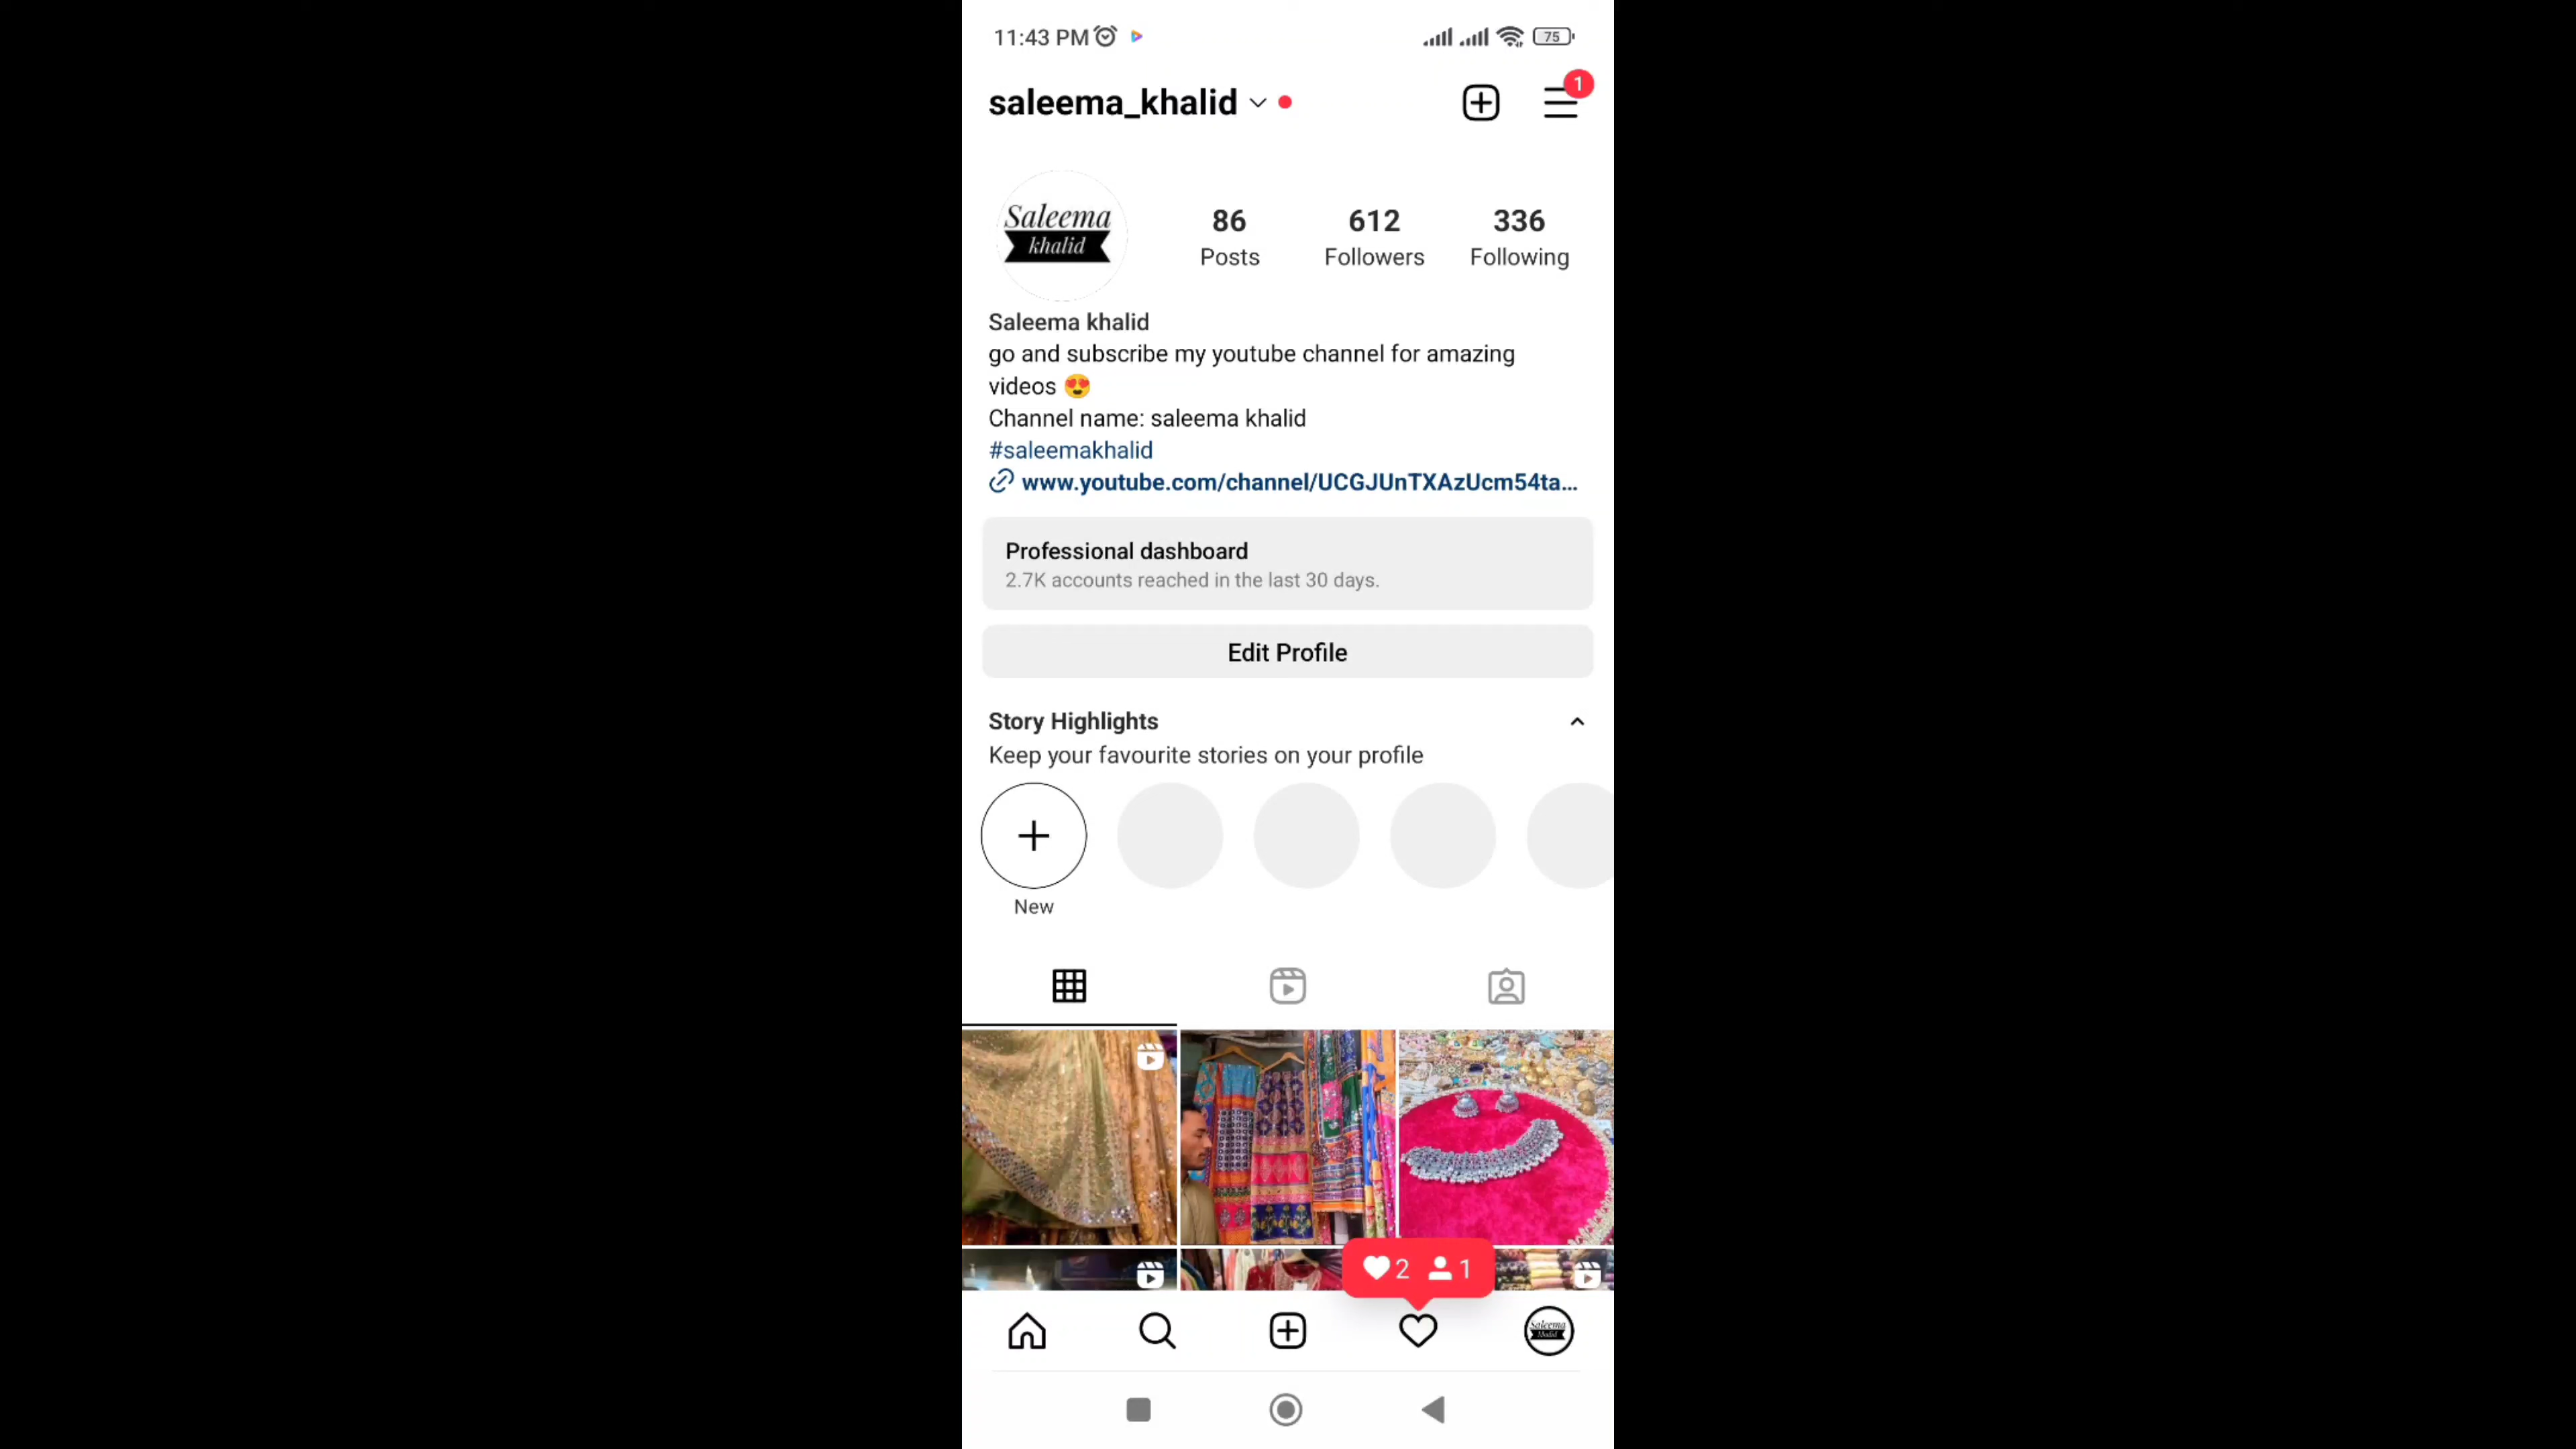 11:43 PM 75
saleema_khalid
1
Saleema
khalid
86 612 336
Posts Followers Following
Saleema khalid
go and subscribe my youtube channel for amazing
videos 😍
Channel name: saleema khalid
#saleemakhalid
www.youtube.com/channel/UCGJUnTXAzUcm54ta...
Professional dashboard
2.7K accounts reached in the last 30 days.
Edit Profile
Story Highlights
Keep your favourite stories on your profile
New
2 1
Saleema
khalid